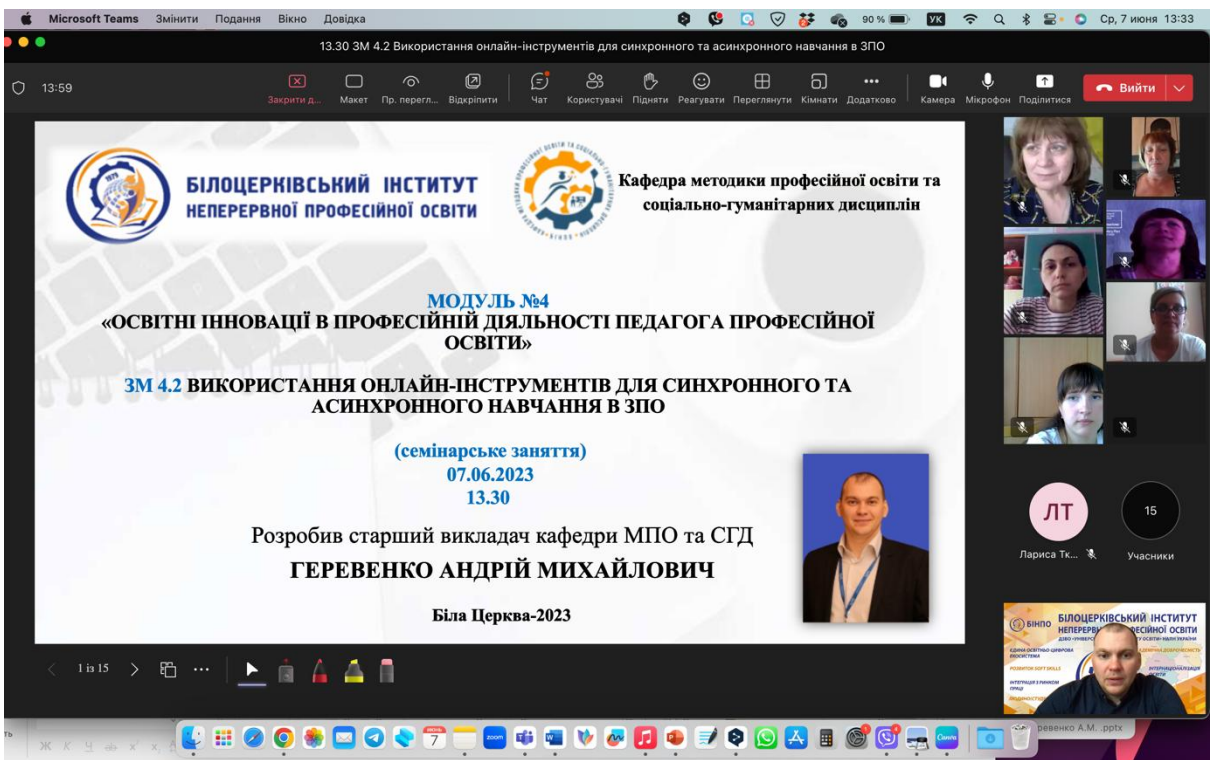 Microsoft Teams Змінити Подання Вікно Довідка
90 % УК Ср, 7 июня 13:33
13.30 ЗМ 4.2 Використання онлайн-інструментів для синхронного та асинхронного навчання в ЗПО
13:59
Закрити д... Макет Пр. перегл... Відкріпити Чат Користувачі Підняти Реагувати Переглянути Кімнати Додатково Камера Мікрофон Поділитися Вийти
БІЛОЦЕРКІВСЬКИЙ ІНСТИТУТ
НЕПЕРЕРВНОЇ ПРОФЕСІЙНОЇ ОСВІТИ
Кафедра методики професійної освіти та
соціально-гуманітарних дисциплін
МОДУЛЬ №4
«ОСВІТНІ ІННОВАЦІЇ В ПРОФЕСІЙНІЙ ДІЯЛЬНОСТІ ПЕДАГОГА ПРОФЕСІЙНОЇ
ОСВІТИ»
ЗМ 4.2 ВИКОРИСТАННЯ ОНЛАЙН-ІНСТРУМЕНТІВ ДЛЯ СИНХРОННОГО ТА
АСИНХРОННОГО НАВЧАННЯ В ЗПО
(семінарське заняття)
07.06.2023
13.30
Розробив старший викладач кафедри МПО та СГД
ГЕРЕВЕНКО АНДРІЙ МИХАЙЛОВИЧ
Біла Церква-2023
ЛТ
15
Лариса Тк...
Учасники
БІНПО
БІЛОЦЕРКІВСЬКИЙ ІНСТИТУТ
1 із 15
ревенко А.М. .pptx